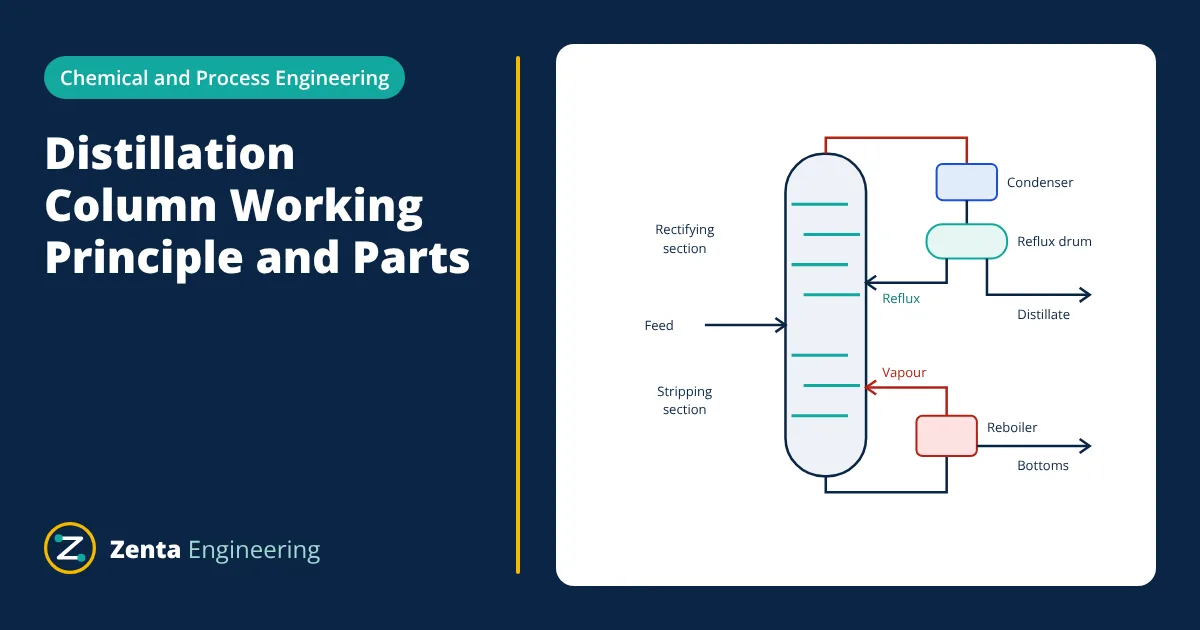 Chemical and Process Engineering
Distillation
Column Working
Principle and Parts
Zenta Engineering
Rectifying
section
Feed
Stripping
section
Condenser
Reflux drum
Reflux
Distillate
Vapour
Reboiler
Bottoms